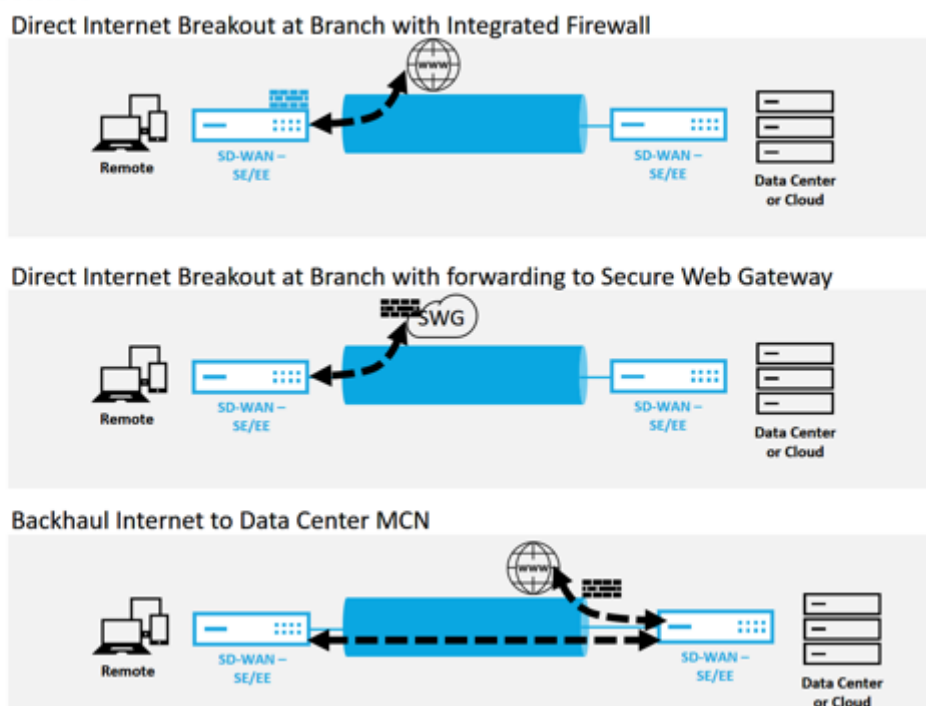 Direct Internet Breakout at Branch with Integrated Firewall
www
Remote
SD-WAN –
SE/EE
SD-WAN –
SE/EE
Data Center
or Cloud
Direct Internet Breakout at Branch with forwarding to Secure Web Gateway
SWG
Remote
SD-WAN –
SE/EE
SD-WAN –
SE/EE
Data Center
or Cloud
Backhaul Internet to Data Center MCN
www
Remote
SD-WAN –
SE/EE
SD-WAN –
SE/EE
Data Center
or Cloud